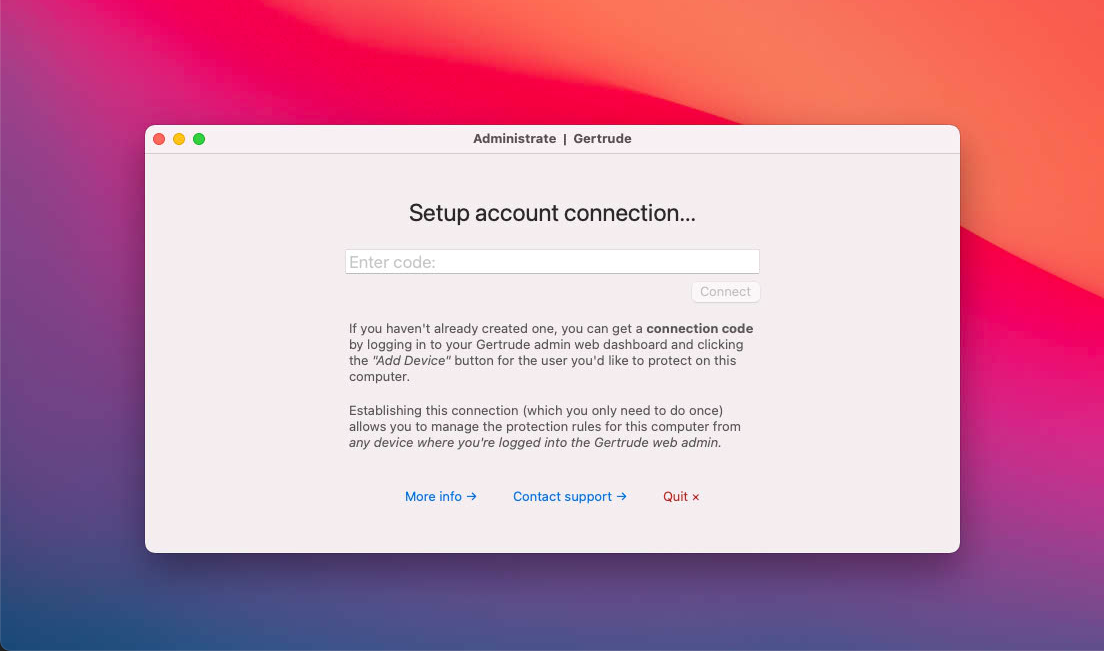 Administrate | Gertrude
Setup account connection...
Enter code:
Connect
If you haven't already created one, you can get a connection code
by logging in to your Gertrude admin web dashboard and clicking
the "Add Device" button for the user you'd like to protect on this
computer.
Establishing this connection (which you only need to do once)
allows you to manage the protection rules for this computer from
any device where you're logged into the Gertrude web admin.
More info → Contact support → Quit ×